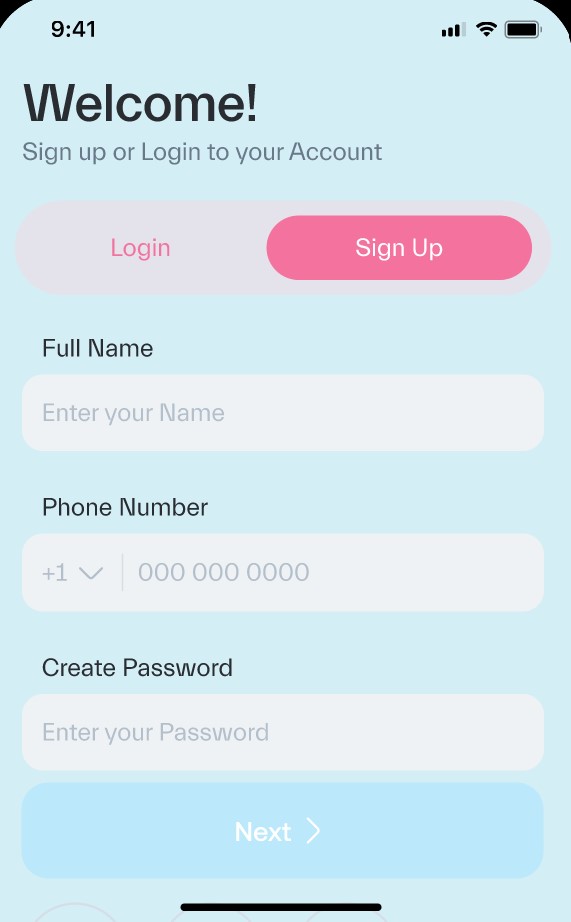 9:41
Welcome!
Sign up or Login to your Account
Login
Sign Up
Full Name
Enter your Name
Phone Number
+1
000 000 0000
Create Password
Enter your Password
Next